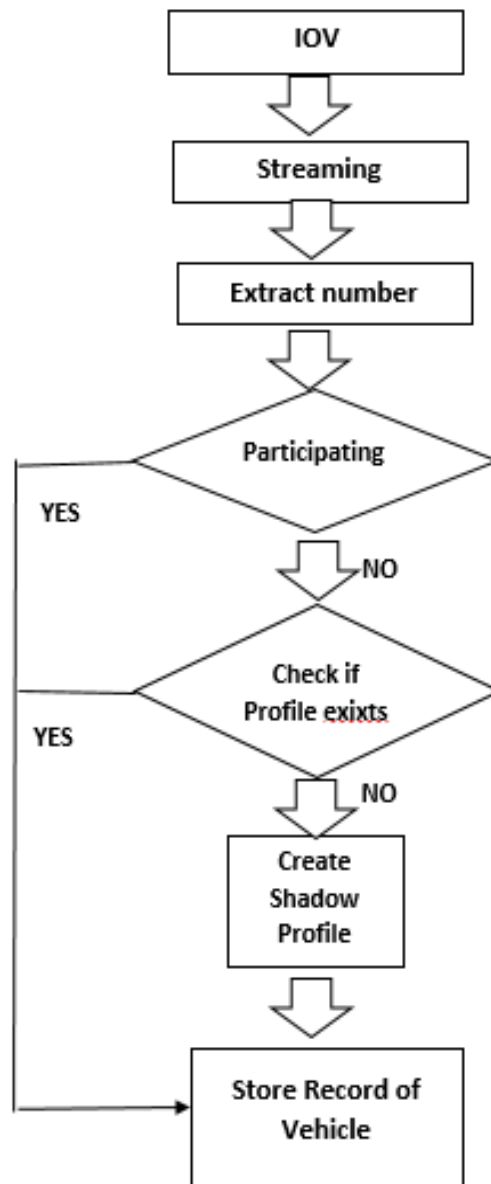 IOV
Streaming
Extract number
Participating
YES
NO
Check if
Profile exixts
YES
NO
Create
Shadow
Profile
Store Record of
Vehicle